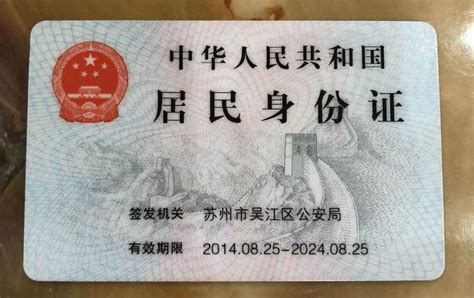 中华人民共和国
居民身份证
签发机关 苏州市吴江区公安局
有效期限 2014.08.25-2024.08.25